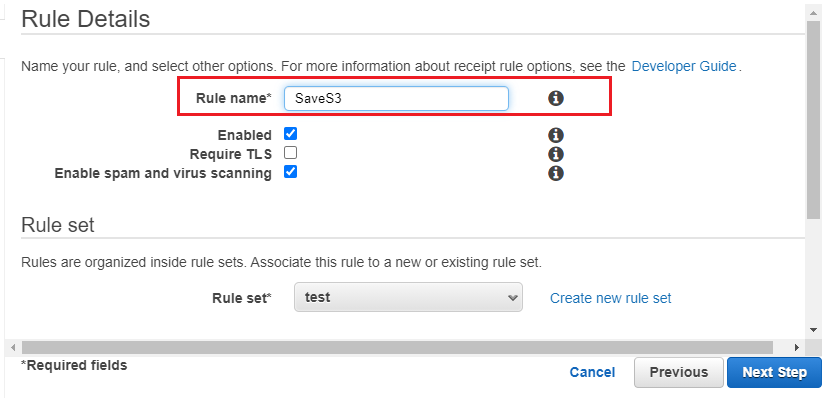 Rule Details
Name your rule, and select other options. For more information about receipt rule options, see the Developer Guide.
Rule name* SaveS3
Enabled
Require TLS
Enable spam and virus scanning
Rule set
Rules are organized inside rule sets. Associate this rule to a new or existing rule set.
Rule set* test Create new rule set
*Required fields
Cancel Previous Next Step